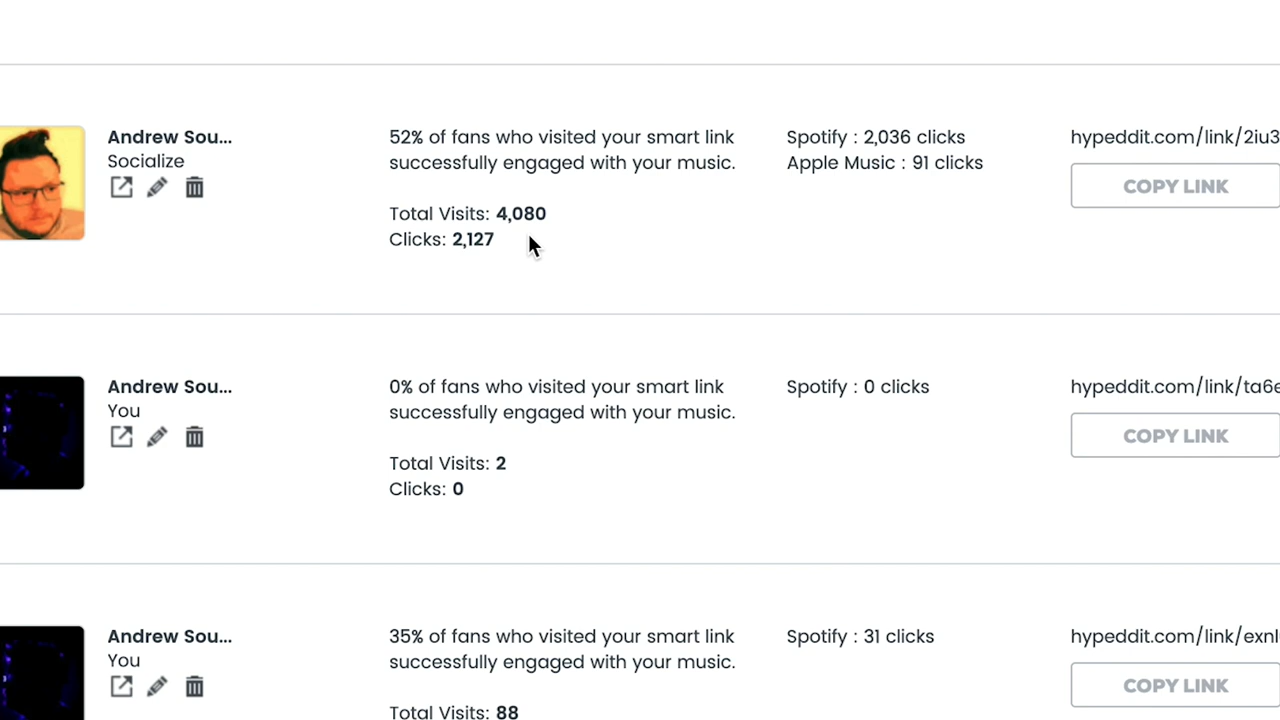 Andrew Sou...
Socialize
52% of fans who visited your smart link
successfully engaged with your music.
Total Visits: 4,080
Clicks: 2,127
Spotify : 2,036 clicks
Apple Music : 91 clicks
hypeddit.com/link/2iu3
COPY LINK
Andrew Sou...
You
0% of fans who visited your smart link
successfully engaged with your music.
Total Visits: 2
Clicks: 0
Spotify : 0 clicks
hypeddit.com/link/ta6e
COPY LINK
Andrew Sou...
You
35% of fans who visited your smart link
successfully engaged with your music.
Total Visits: 88
Spotify : 31 clicks
hypeddit.com/link/exnl
COPY LINK